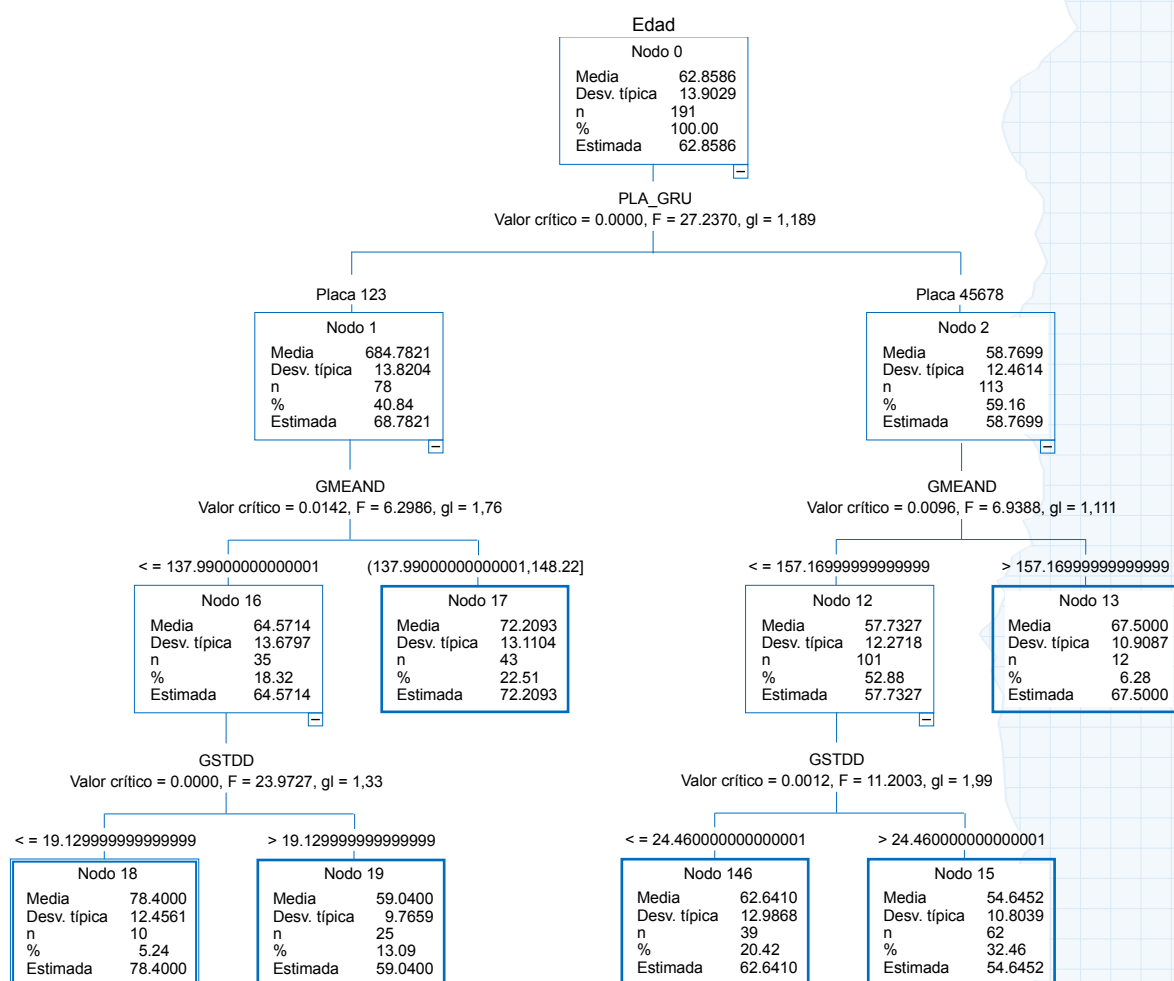 Edad
Nodo 0
Media 62.8586
Desv. típica 13.9029
n 191
% 100.00
Estimada 62.8586
PLA_GRU
Valor crítico = 0.0000, F = 27.2370, gl = 1,189
Placa 123
Nodo 1
Media 684.7821
Desv. típica 13.8204
n 78
% 40.84
Estimada 68.7821
Placa 45678
Nodo 2
Media 58.7699
Desv. típica 12.4614
n 113
% 59.16
Estimada 58.7699
GMEAND
Valor crítico = 0.0142, F = 6.2986, gl = 1,76
GMEAND
Valor crítico = 0.0096, F = 6.9388, gl = 1,111
< = 137.99000000000001
Nodo 16
Media 64.5714
Desv. típica 13.6797
n 35
% 18.32
Estimada 64.5714
(137.99000000000001,148.22]
Nodo 17
Media 72.2093
Desv. típica 13.1104
n 43
% 22.51
Estimada 72.2093
< = 157.16999999999999
Nodo 12
Media 57.7327
Desv. típica 12.2718
n 101
% 52.88
Estimada 57.7327
> 157.16999999999999
Nodo 13
Media 67.5000
Desv. típica 10.9087
n 12
% 6.28
Estimada 67.5000
GSTDD
Valor crítico = 0.0000, F = 23.9727, gl = 1,33
GSTDD
Valor crítico = 0.0012, F = 11.2003, gl = 1,99
< = 19.129999999999999
Nodo 18
Media 78.4000
Desv. típica 12.4561
n 10
% 5.24
Estimada 78.4000
> 19.129999999999999
Nodo 19
Media 59.0400
Desv. típica 9.7659
n 25
% 13.09
Estimada 59.0400
< = 24.460000000000001
Nodo 146
Media 62.6410
Desv. típica 12.9868
n 39
% 20.42
Estimada 62.6410
> 24.460000000000001
Nodo 15
Media 54.6452
Desv. típica 10.8039
n 62
% 32.46
Estimada 54.6452